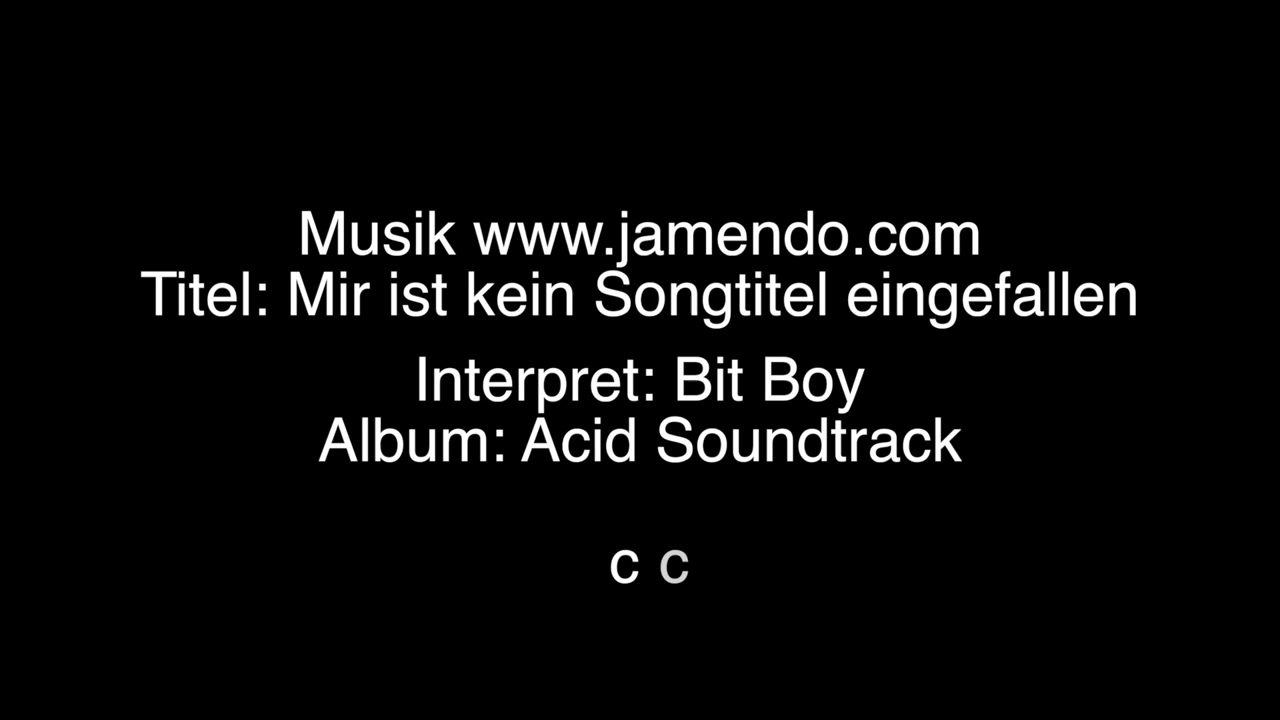 Musik www.jamendo.com
Titel: Mir ist kein Songtitel eingefallen
Interpret: Bit Boy
Album: Acid Soundtrack
c c